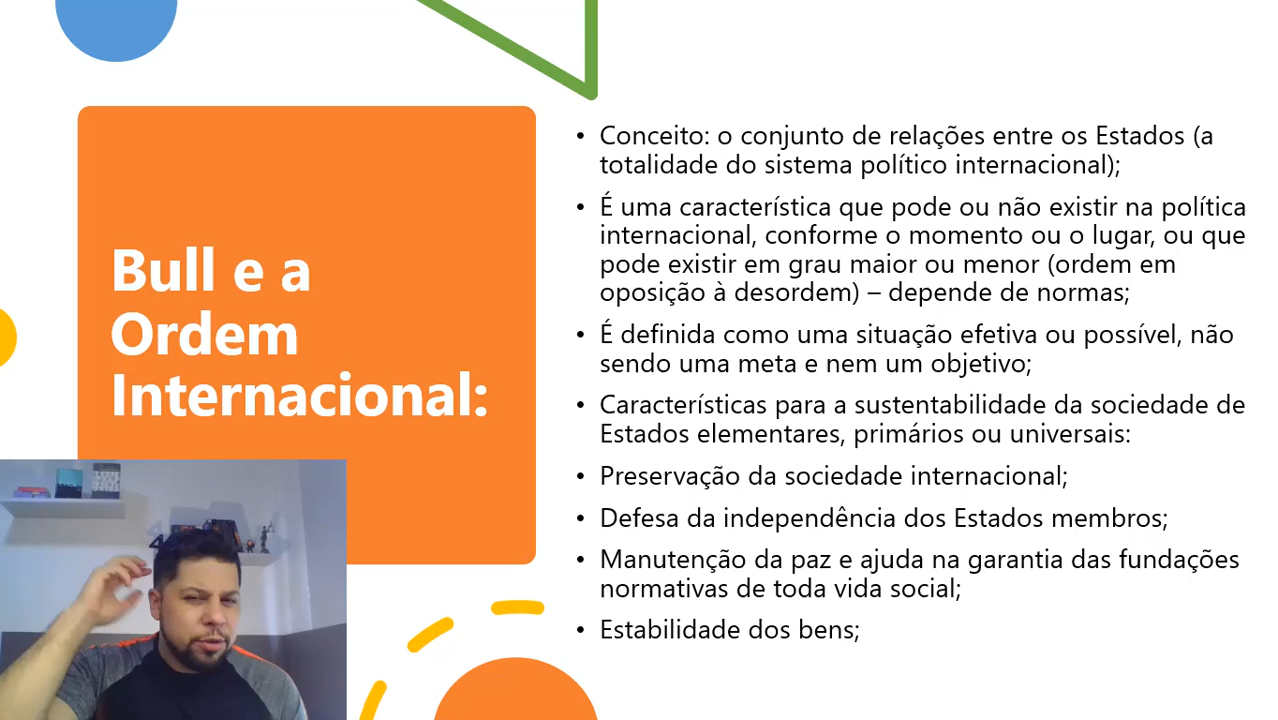 Bull e a
Ordem
Internacional:
• Conceito: o conjunto de relações entre os Estados (a
totalidade do sistema político internacional);
• É uma característica que pode ou não existir na política
internacional, conforme o momento ou o lugar, ou que
pode existir em grau maior ou menor (ordem em
oposição à desordem) – depende de normas;
• É definida como uma situação efetiva ou possível, não
sendo uma meta e nem um objetivo;
• Características para a sustentabilidade da sociedade de
Estados elementares, primários ou universais:
• Preservação da sociedade internacional;
• Defesa da independência dos Estados membros;
• Manutenção da paz e ajuda na garantia das fundações
normativas de toda vida social;
• Estabilidade dos bens;